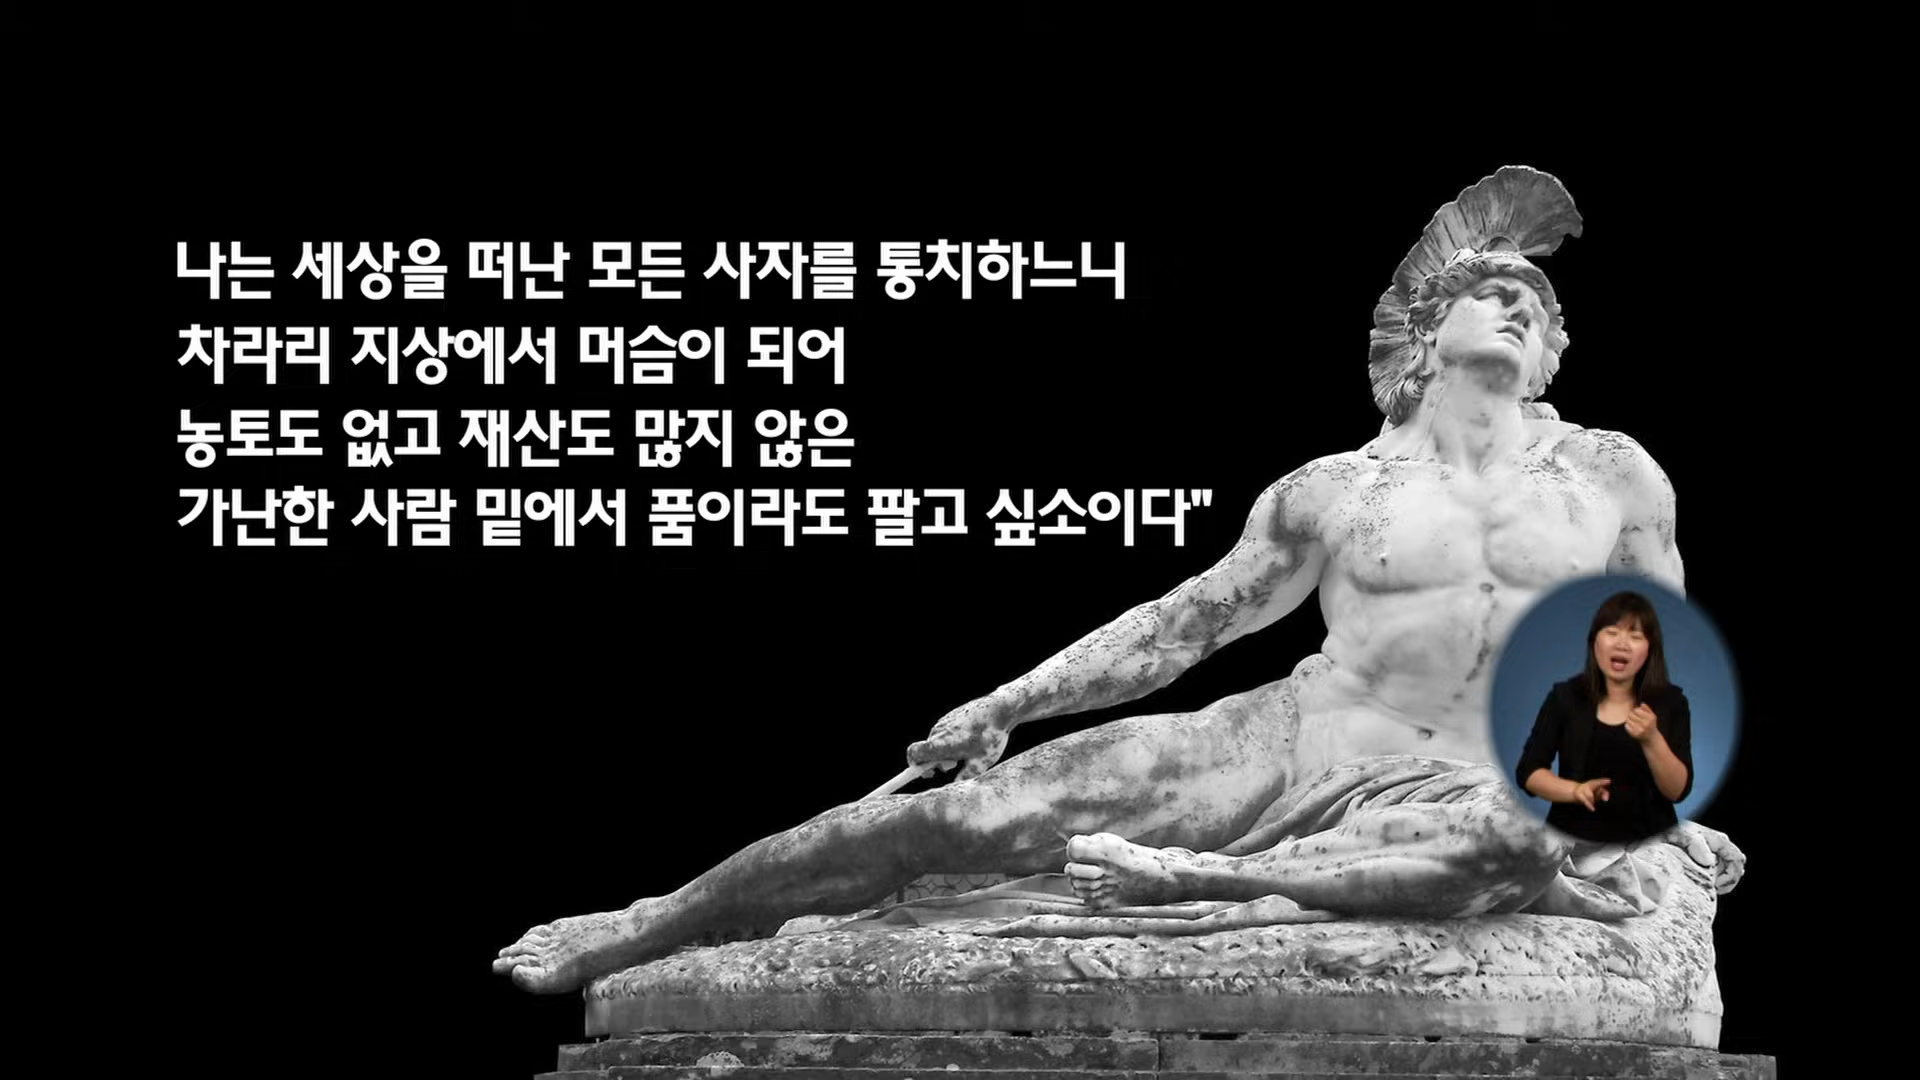 나는 세상을 떠난 모든 사자를 통치하느니
차라리 지상에서 머슴이 되어
농토도 없고 재산도 많지 않은
가난한 사람 밑에서 품이라도 팔고 싶소이다"